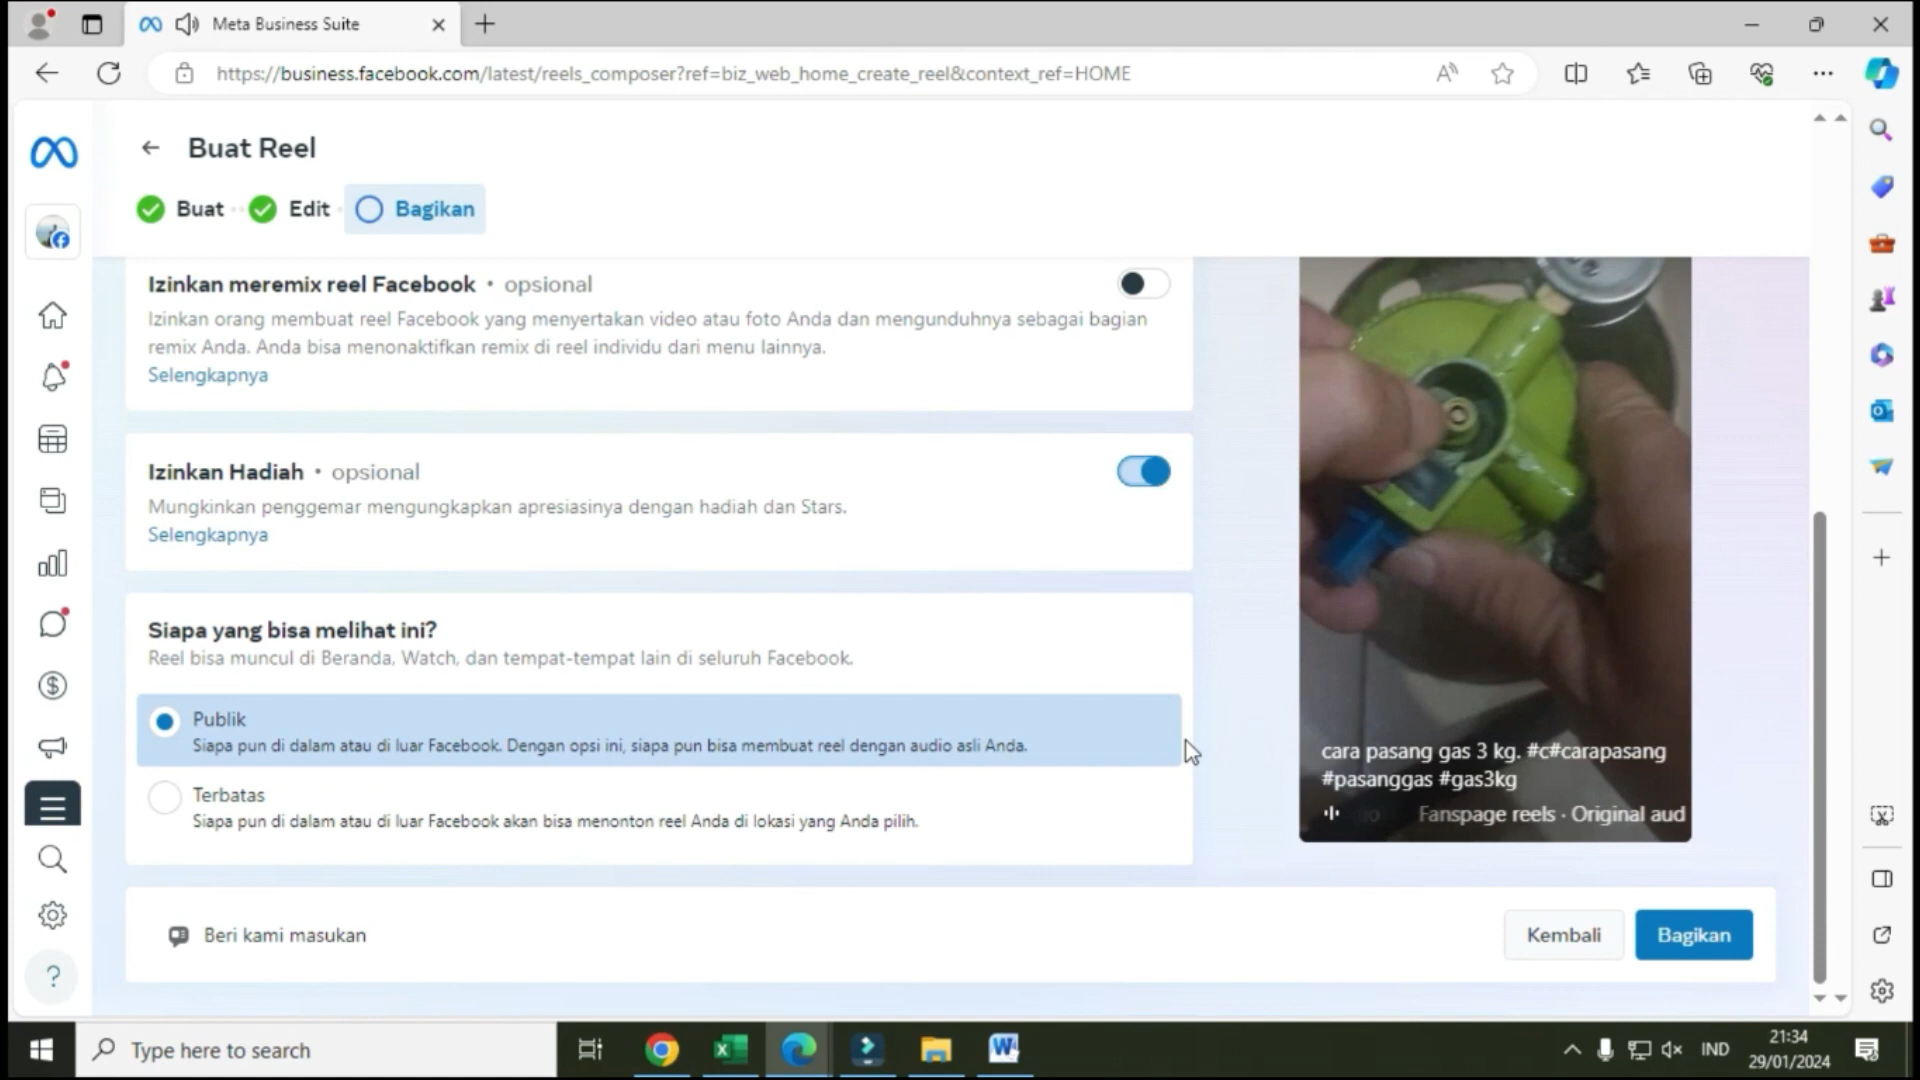 Meta Business Suite
https://business.facebook.com/latest/reels_composer?ref=biz_web_home_create_reel&context_ref=HOME
Buat Reel
Buat
Edit
Bagikan
Izinkan meremix reel Facebook • opsional
Izinkan orang membuat reel Facebook yang menyertakan video atau foto Anda dan mengunduhnya sebagai bagian
remix Anda. Anda bisa menonaktifkan remix di reel individu dari menu lainnya.
Selengkapnya
Izinkan Hadiah • opsional
Mungkinkan penggemar mengungkapkan apresiasinya dengan hadiah dan Stars.
Selengkapnya
Siapa yang bisa melihat ini?
Reel bisa muncul di Beranda, Watch, dan tempat-tempat lain di seluruh Facebook.
Publik
Siapa pun di dalam atau di luar Facebook. Dengan opsi ini, siapa pun bisa membuat reel dengan audio asli Anda.
Terbatas
Siapa pun di dalam atau di luar Facebook akan bisa menonton reel Anda di lokasi yang Anda pilih.
cara pasang gas 3 kg. #c#carapasang
#pasanggas #gas3kg
Fanspage reels · Original aud
Beri kami masukan
Kembali
Bagikan
Type here to search
IND
21:34
29/01/2024